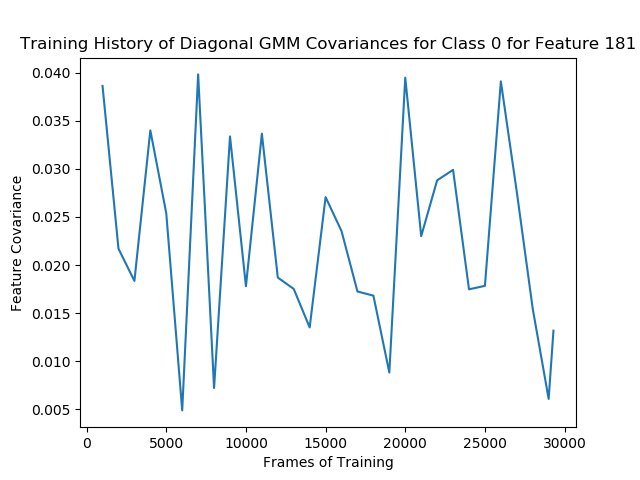 Training History of Diagonal GMM Covariances for Class 0 for Feature 181
0.040
0.035
0.030
0.025
0.020
0.015
0.010
0.005
Feature Covariance
0 5000 10000 15000 20000 25000 30000
Frames of Training